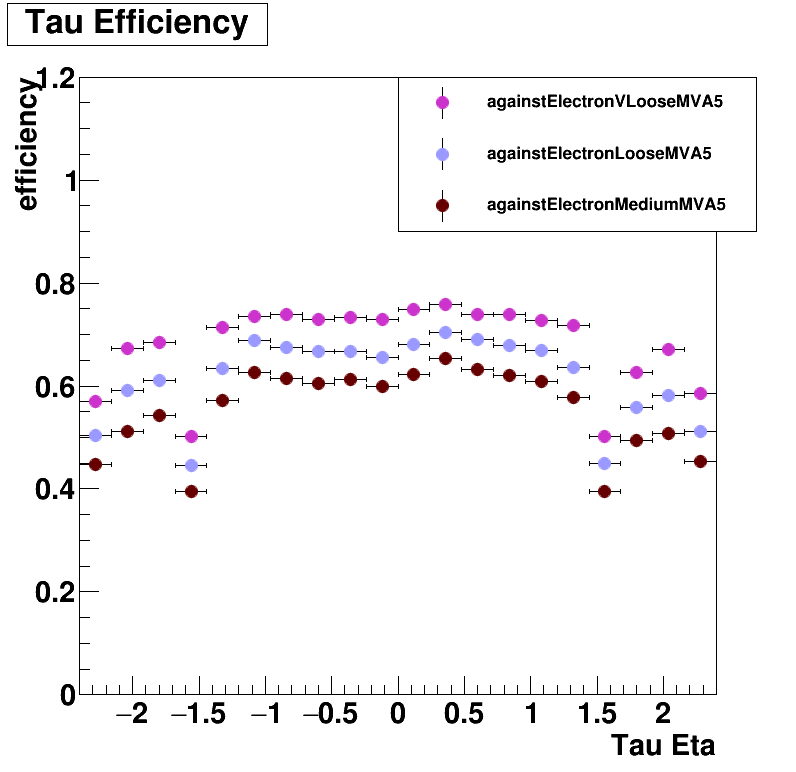 Tau Efficiency
efficiency
1.2
1
0.8
0.6
0.4
0.2
0
againstElectronVLooseMVA5
againstElectronLooseMVA5
againstElectronMediumMVA5
−2 −1.5 −1 −0.5 0 0.5 1 1.5 2
Tau Eta